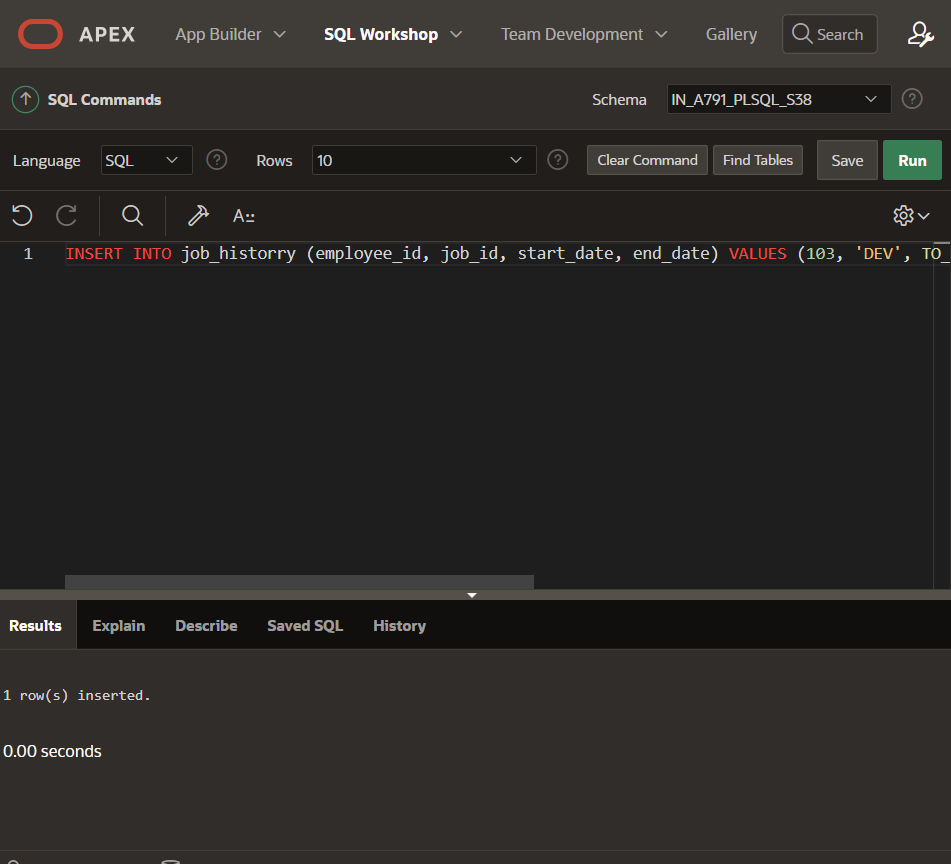 APEX App Builder SQL Workshop Team Development Gallery Search
SQL Commands Schema IN_A791_PLSQL_S38 ?
Language SQL ? Rows 10 ? Clear Command Find Tables Save Run
A::
1 INSERT INTO job_historry (employee_id, job_id, start_date, end_date) VALUES (103, 'DEV', TO_
Results Explain Describe Saved SQL History
1 row(s) inserted.
0.00 seconds